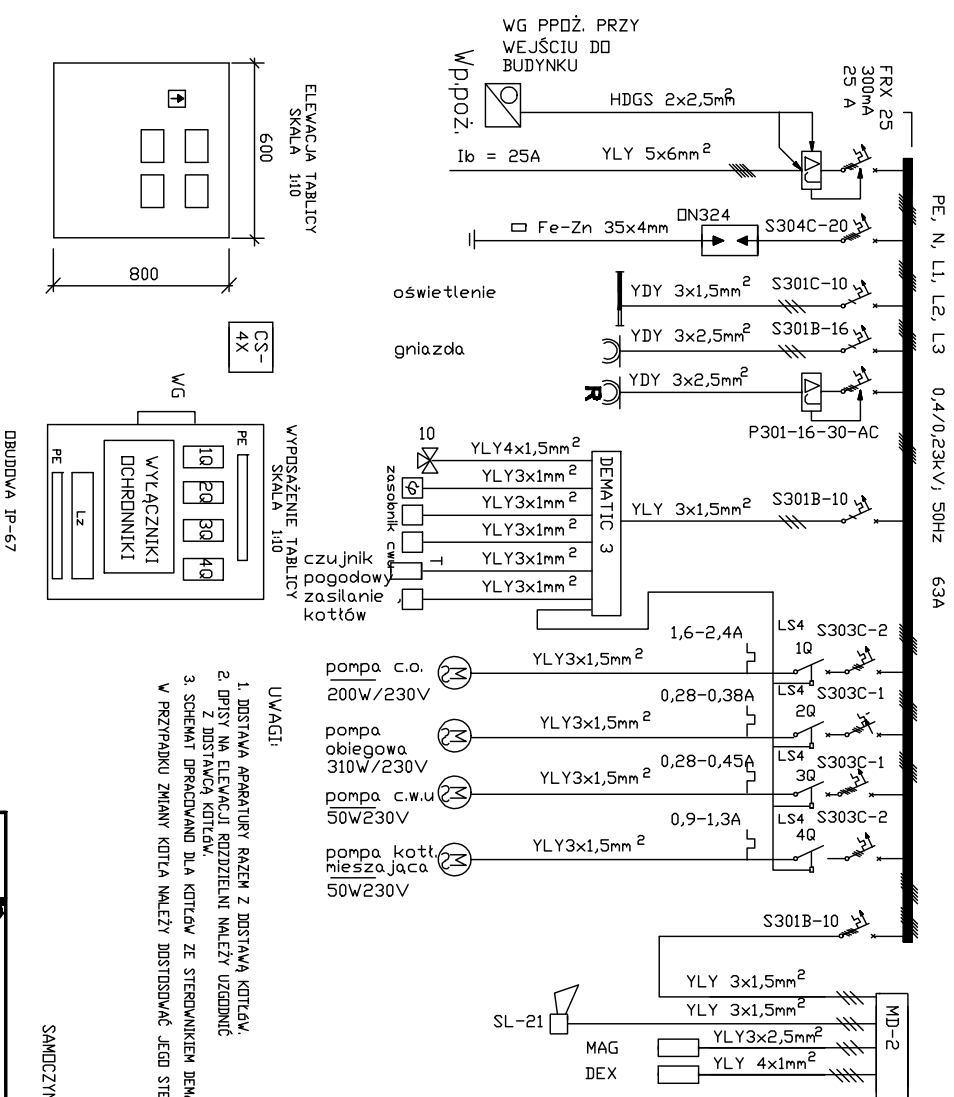 WG PPOŻ. PRZY
WEJŚCIU DO
BUDYNKU
Wp.poż.
HDGS 2x2,5m²
FRX 25
300mA
25 A
Ib = 25A
YLY 5x6mm²
PE, N, L1, L2, L3 0,4/0,23kV; 50Hz 63A
Fe-Zn 35x4mm
ON324
S304C-20
oświetlenie
YDY 3x1,5mm²
S301C-10
gniazda
YDY 3x2,5mm²
S301B-16
R
YDY 3x2,5mm²
P301-16-30-AC
10
YLY4x1,5mm²
YLY3x1mm²
YLY3x1mm²
YLY3x1mm²
YLY3x1mm²
YLY3x1mm²
zasobnik cwu
T
czujnik
pogodowy
zasilanie
kotłów
DEMATIC 3
YLY 3x1,5mm²
S301B-10
pompa c.o.
200W/230V
YLY3x1,5mm²
1,6-2,4A
LS4
1Q
S303C-2
pompa
obiegowa
310W/230V
YLY3x1,5mm²
0,28-0,38A
LS4
2Q
S303C-1
pompa c.w.u
50W230V
YLY3x1,5mm²
0,28-0,45A
LS4
3Q
S303C-1
pompa kotł.
mieszająca
50W230V
YLY3x1,5mm²
0,9-1,3A
LS4
4Q
S303C-2
M
M
M
M
S301B-10
MD-2
YLY 3x1,5mm²
YLY 3x1,5mm²
YLY3x2,5mm²
YLY 4x1mm²
SL-21
MAG
DEX
ELEWACJA TABLICY
SKALA 1:10
600
800
CS-
4X
WG
WYPOSAŻENIE TABLICY
SKALA 1:10
PE
1Q
2Q
3Q
4Q
WYŁĄCZNIKI
OCHRONNIKI
Lz
PE
OBUDOWA IP-67
UWAGI:
1. DOSTAWA APARATURY RAZEM Z DOSTAWĄ KOTŁÓW.
2. OPISY NA ELEWACJI ROZDZIELNI NALEŻY UZGODNIĆ
Z DOSTAWCĄ KOTŁÓW.
3. SCHEMAT OPRACOWANO DLA KOTŁÓW ZE STEROWNIKIEM DEM
W PRZYPADKU ZMIANY KOTŁA NALEŻY DOSTOSOWAĆ JEGO STE
SAMOCZYN